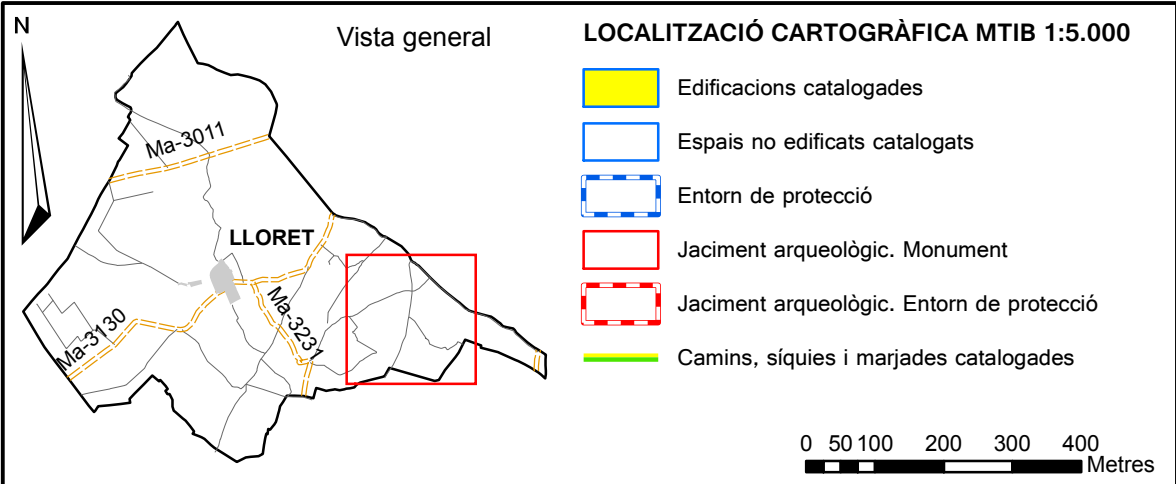 N
Vista general
Ma-3011
LLORET
Ma-3231
Ma-3130
LOCALITZACIÓ CARTOGRÀFICA MTIB 1:5.000
Edificacions catalogades
Espais no edificats catalogats
Entorn de protecció
Jaciment arqueològic. Monument
Jaciment arqueològic. Entorn de protecció
Camins, síquies i marjades catalogades
0 50 100 200 300 400
Metres